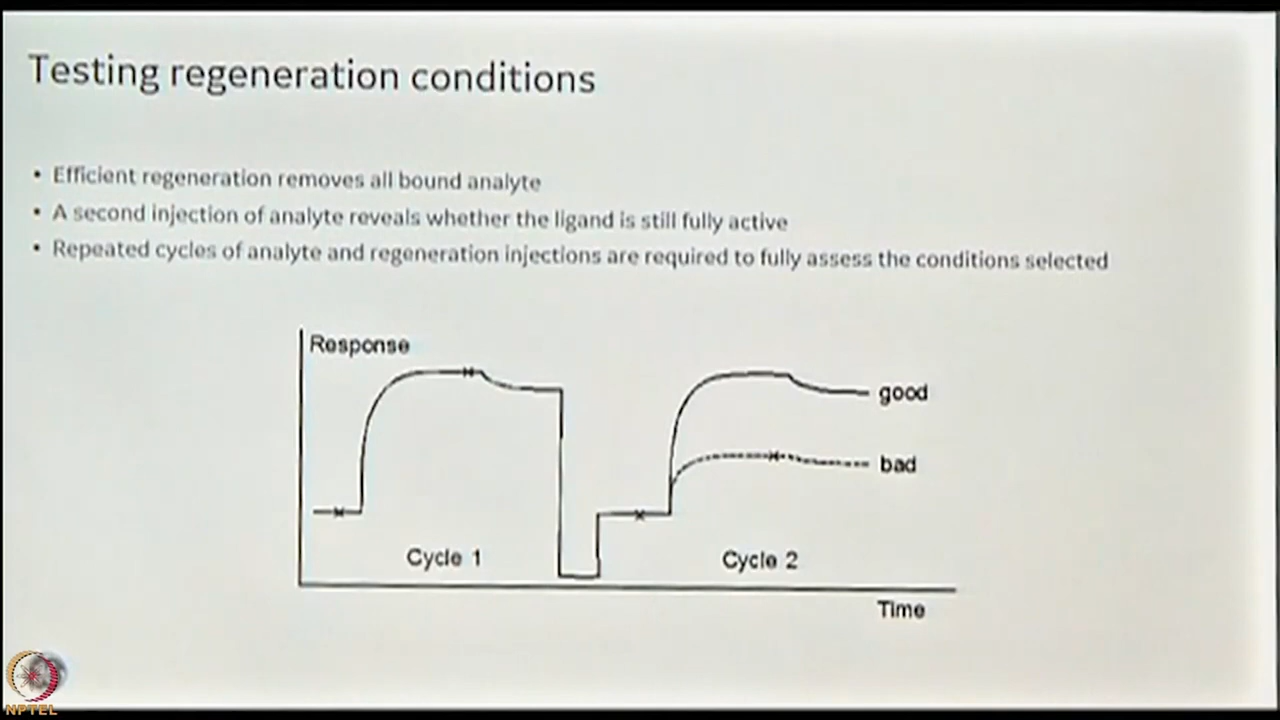 Testing regeneration conditions
• Efficient regeneration removes all bound analyte
• A second injection of analyte reveals whether the ligand is still fully active
• Repeated cycles of analyte and regeneration injections are required to fully assess the conditions selected
Response
good
bad
Cycle 1
Cycle 2
Time
NPTEL